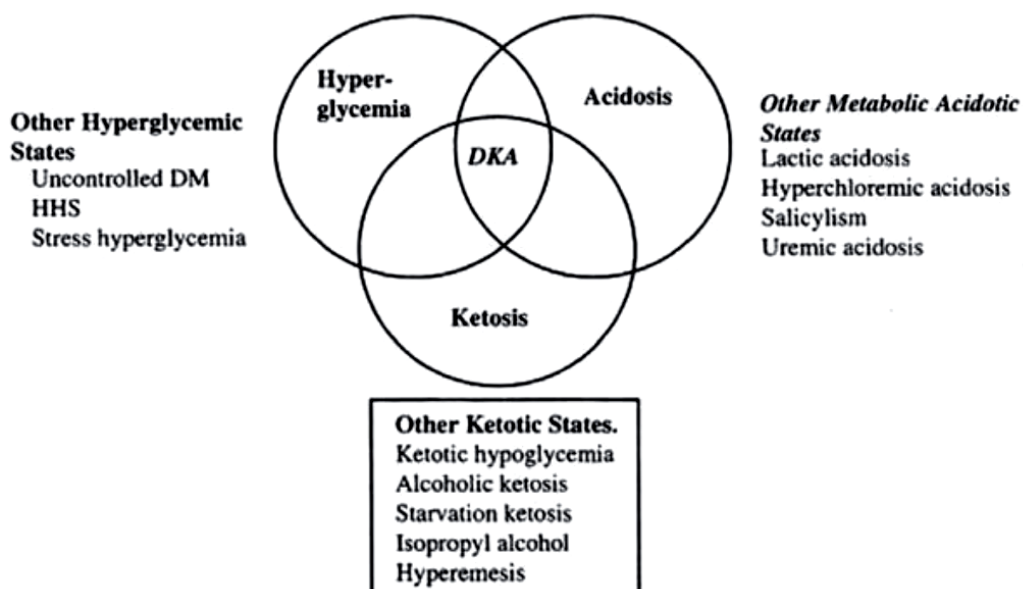 Hyper-
glycemia
Acidosis
DKA
Ketosis
Other Hyperglycemic
States
Uncontrolled DM
HHS
Stress hyperglycemia
Other Metabolic Acidotic
States
Lactic acidosis
Hyperchloremic acidosis
Salicylism
Uremic acidosis
Other Ketotic States.
Ketotic hypoglycemia
Alcoholic ketosis
Starvation ketosis
Isopropyl alcohol
Hyperemesis